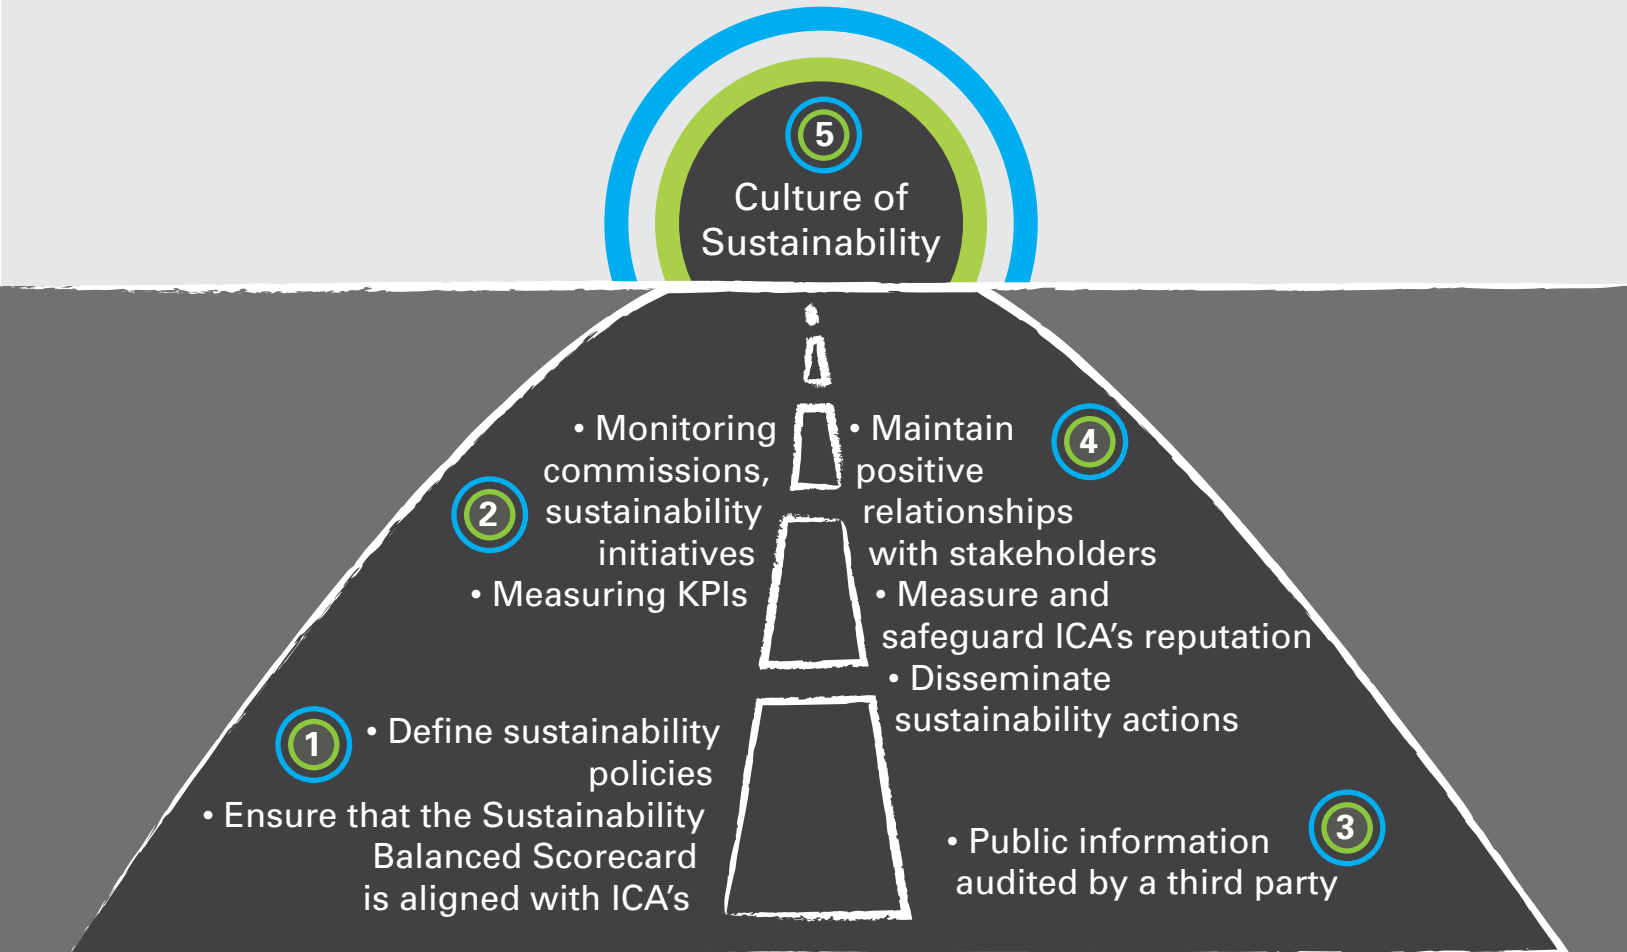 5
Culture of
Sustainability
2
• Monitoring
commissions,
sustainability
initiatives
• Measuring KPIs
4
• Maintain
positive
relationships
with stakeholders
• Measure and
safeguard ICA’s reputation
• Disseminate
sustainability actions
1
• Define sustainability
policies
• Ensure that the Sustainability
Balanced Scorecard
is aligned with ICA’s
3
• Public information
audited by a third party